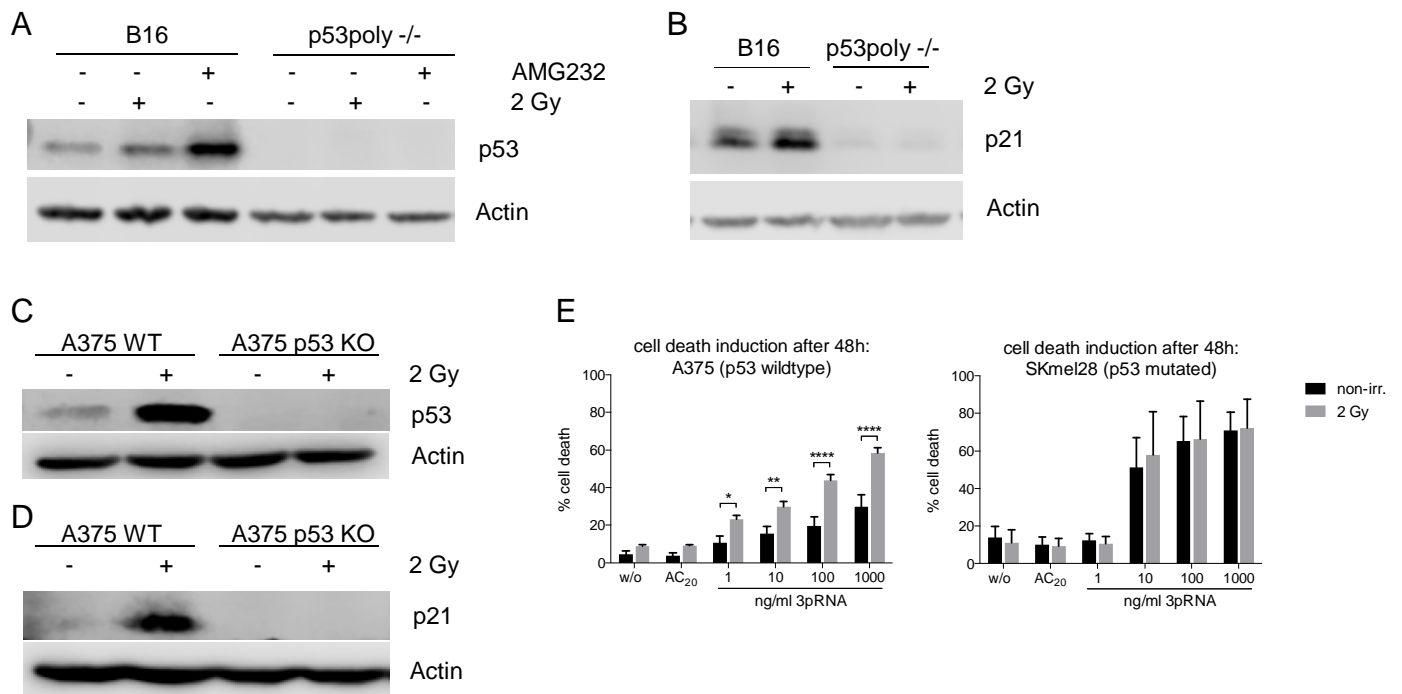 A
B16 p53poly -/-
- - + - - + AMG232
- + - - + - 2 Gy
p53
Actin
B
B16 p53poly -/-
- + - + 2 Gy
p21
Actin
C
A375 WT A375 p53 KO
- + - + 2 Gy
p53
Actin
D
A375 WT A375 p53 KO
- + - + 2 Gy
p21
Actin
E
cell death induction after 48h:
A375 (p53 wildtype)
% cell death
100
80
60
40
20
0
* ** **** ****
w/o AC20 1 10 100 1000
ng/ml 3pRNA
cell death induction after 48h:
SKmel28 (p53 mutated)
% cell death
100
80
60
40
20
0
w/o AC20 1 10 100 1000
ng/ml 3pRNA
non-irr.
2 Gy